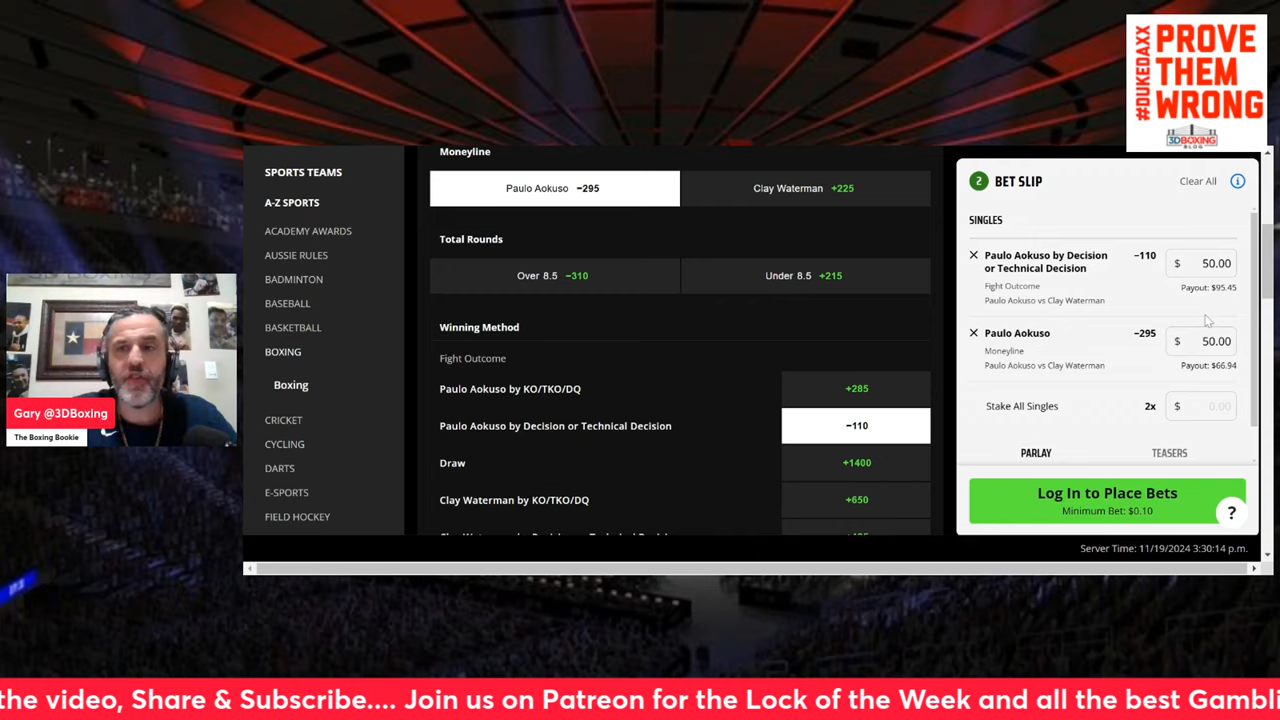 #DUKEDAXX
PROVE
THEM
WRONG
3DBOXING
BLOG
SPORTS TEAMS
A-Z SPORTS
ACADEMY AWARDS
AUSSIE RULES
BADMINTON
BASEBALL
BASKETBALL
BOXING
Boxing
CRICKET
CYCLING
DARTS
E-SPORTS
FIELD HOCKEY
Moneyline
Paulo Aokuso −295
Clay Waterman +225
Total Rounds
Over 8.5 −310
Under 8.5 +215
Winning Method
Fight Outcome
Paulo Aokuso by KO/TKO/DQ +285
Paulo Aokuso by Decision or Technical Decision −110
Draw +1400
Clay Waterman by KO/TKO/DQ +650
2 BET SLIP
Clear All
SINGLES
Paulo Aokuso by Decision −110 $ 50.00
or Technical Decision
Fight Outcome Payout: $95.45
Paulo Aokuso vs Clay Waterman
Paulo Aokuso −295 $ 50.00
Moneyline
Paulo Aokuso vs Clay Waterman Payout: $66.94
Stake All Singles 2x $ 0.00
PARLAY TEASERS
Log In to Place Bets
Minimum Bet: $0.10
?
Server Time: 11/19/2024 3:30:14 p.m.
Gary @3DBoxing
The Boxing Bookie
the video, Share & Subscribe.... Join us on Patreon for the Lock of the Week and all the best Gambli